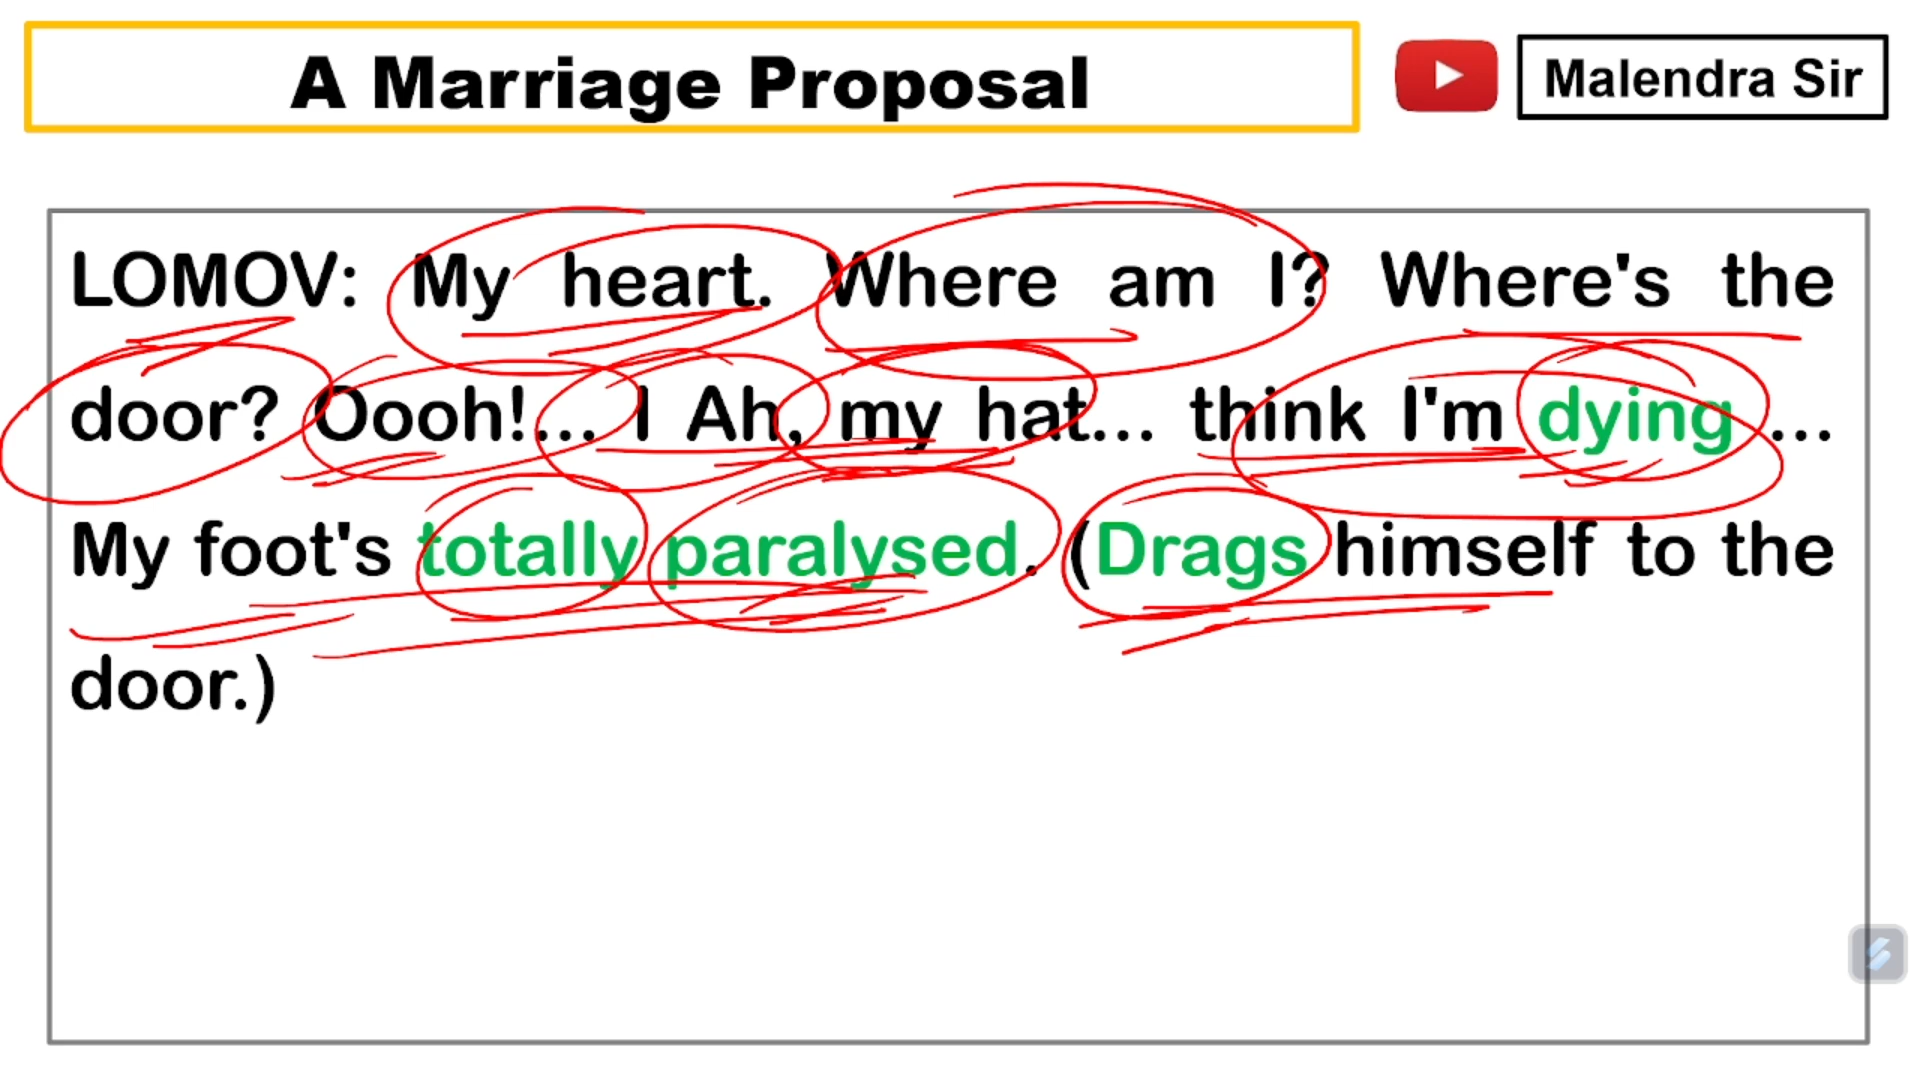 A Marriage Proposal
Malendra Sir
LOMOV: My heart. Where am I? Where's the
door? Oooh!... I Ah, my hat... think I'm dying ...
My foot's totally paralysed. (Drags himself to the
door.)